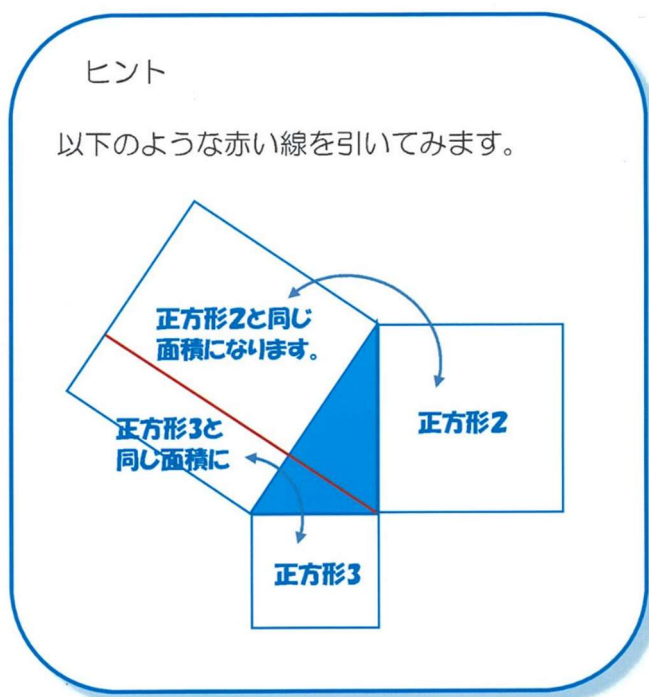 ヒント
以下のような赤い線を引いてみます。
正方形2と同じ
面積になります。
正方形2
正方形3と
同じ面積に
正方形3